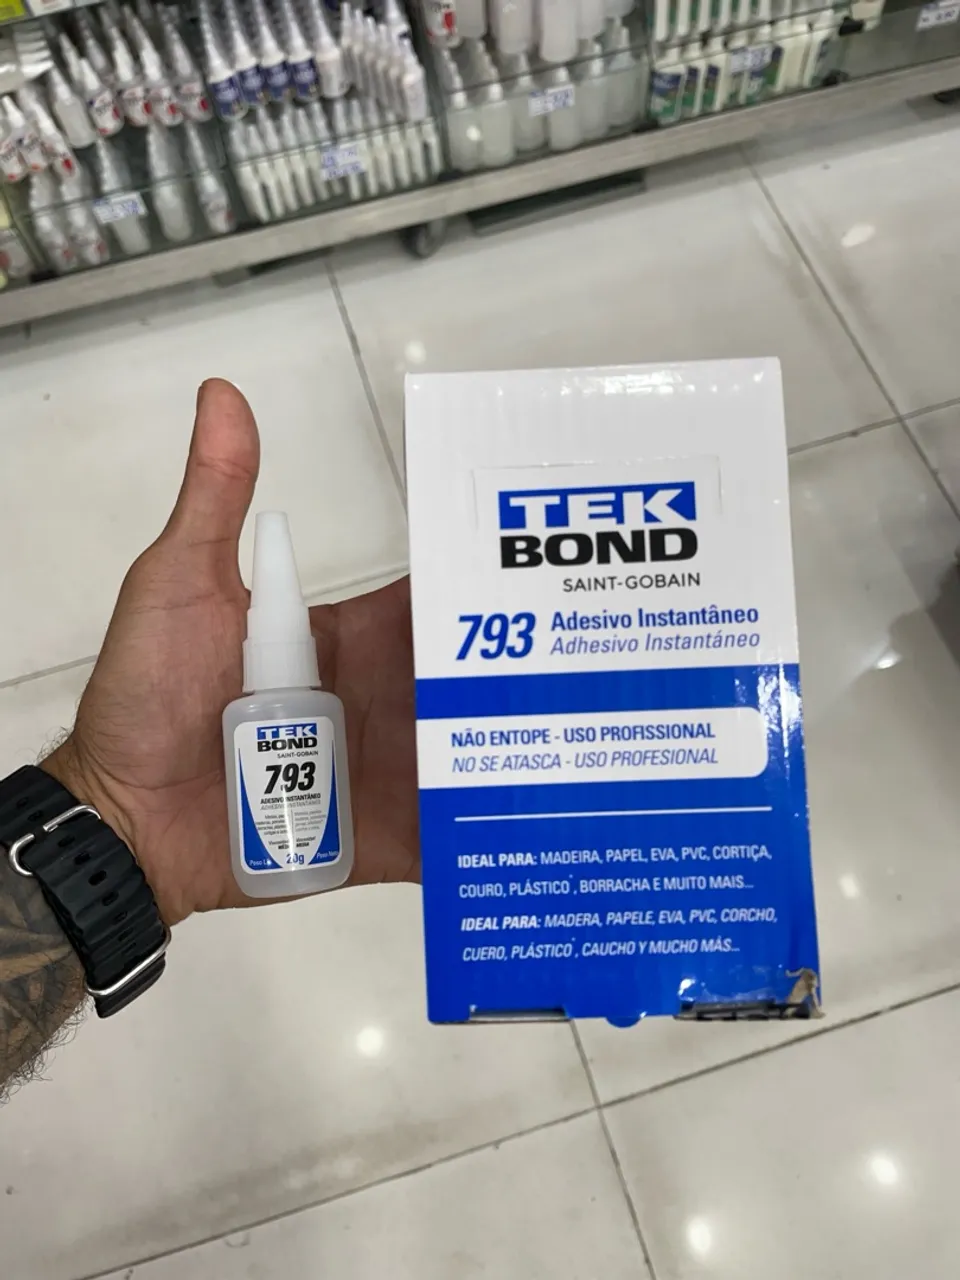 TEK
BOND
SAINT-GOBAIN
793 Adesivo Instantâneo
Adhesivo Instantáneo
NÃO ENTOPE - USO PROFISSIONAL
NO SE ATASCA - USO PROFESIONAL
IDEAL PARA: MADEIRA, PAPEL, EVA, PVC, CORTIÇA,
COURO, PLÁSTICO*, BORRACHA E MUITO MAIS...
IDEAL PARA: MADERA, PAPELE, EVA, PVC, CORCHO,
CUERO, PLÁSTICO*, CAUCHO Y MUCHO MÁS...
TEK
BOND
SAINT-GOBAIN
793
ADESIVO INSTANTÂNEO
ADHESIVO INSTANTÁNEO
20g